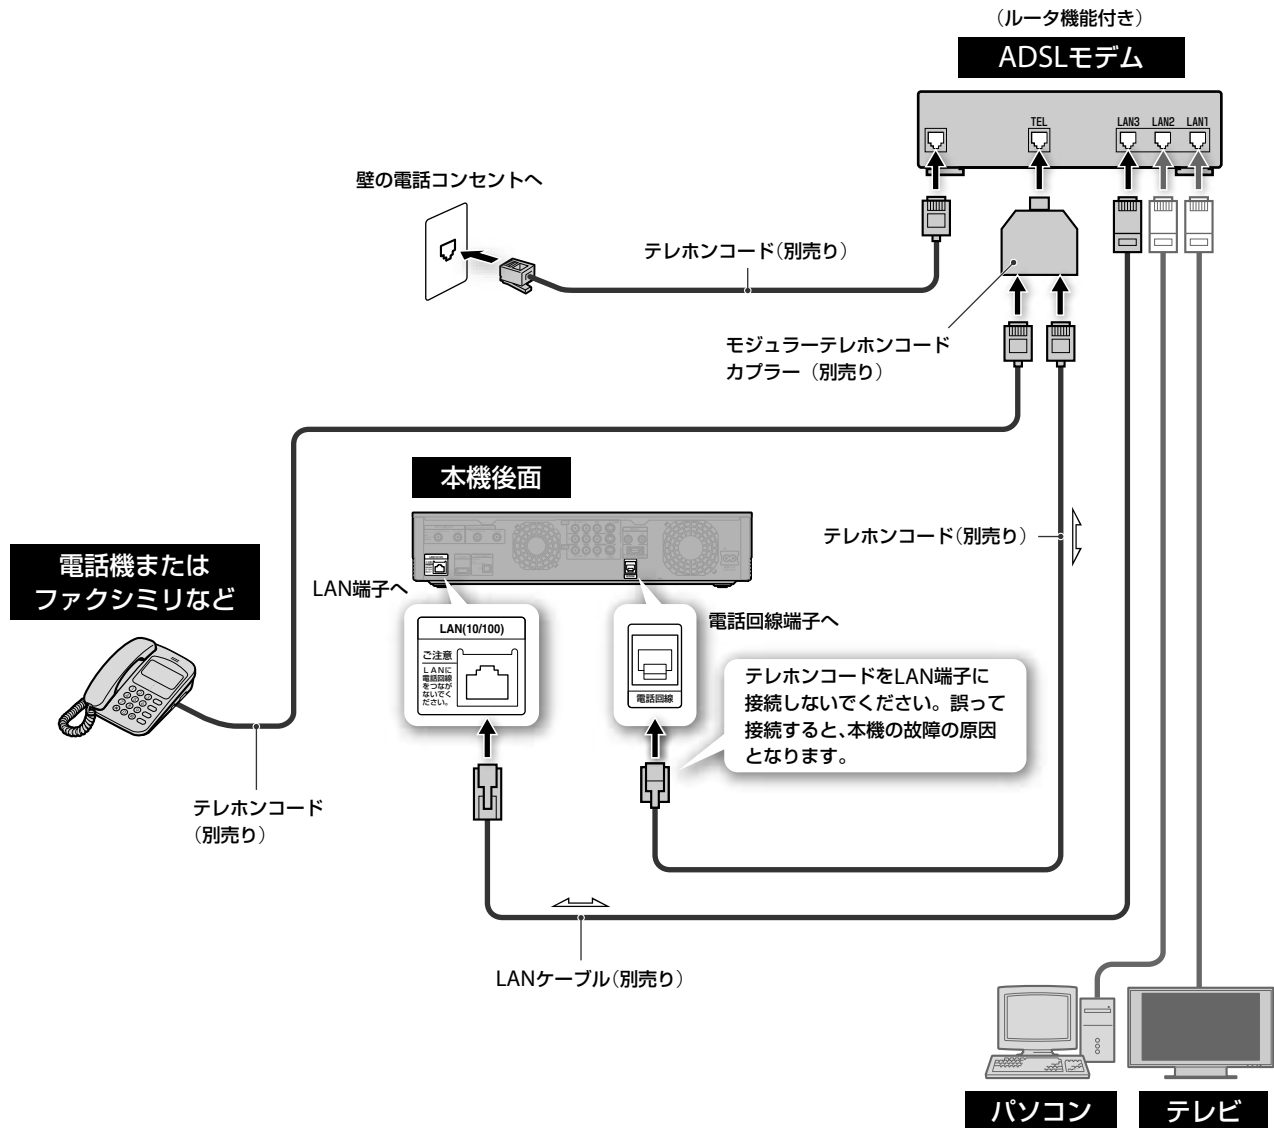 （ルータ機能付き）
ADSLモデム
TEL
LAN3 LAN2 LAN1
壁の電話コンセントへ
テレホンコード（別売り）
モジュラーテレホンコード
カプラー（別売り）
本機後面
テレホンコード（別売り）
電話機または
ファクシミリなど
LAN端子へ
電話回線端子へ
LAN(10/100)
ご注意
LANに
電話回線
をつなが
ないでく
ださい。
電話回線
テレホンコードをLAN端子に
接続しないでください。誤って
接続すると、本機の故障の原因
となります。
テレホンコード
（別売り）
LANケーブル（別売り）
パソコン
テレビ